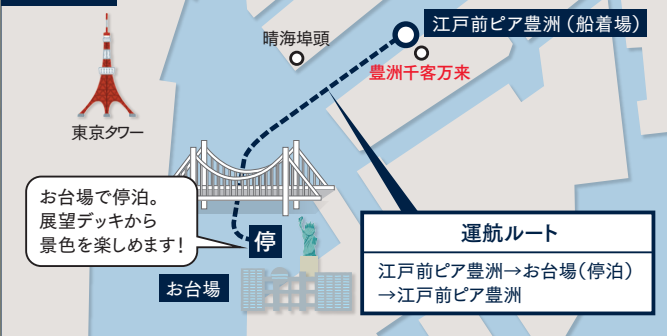 江戸前ピア豊洲（船着場）
晴海埠頭
豊洲千客万来
東京タワー
お台場で停泊。
展望デッキから
景色を楽しめます！
停
お台場
運航ルート
江戸前ピア豊洲→お台場（停泊）
→江戸前ピア豊洲